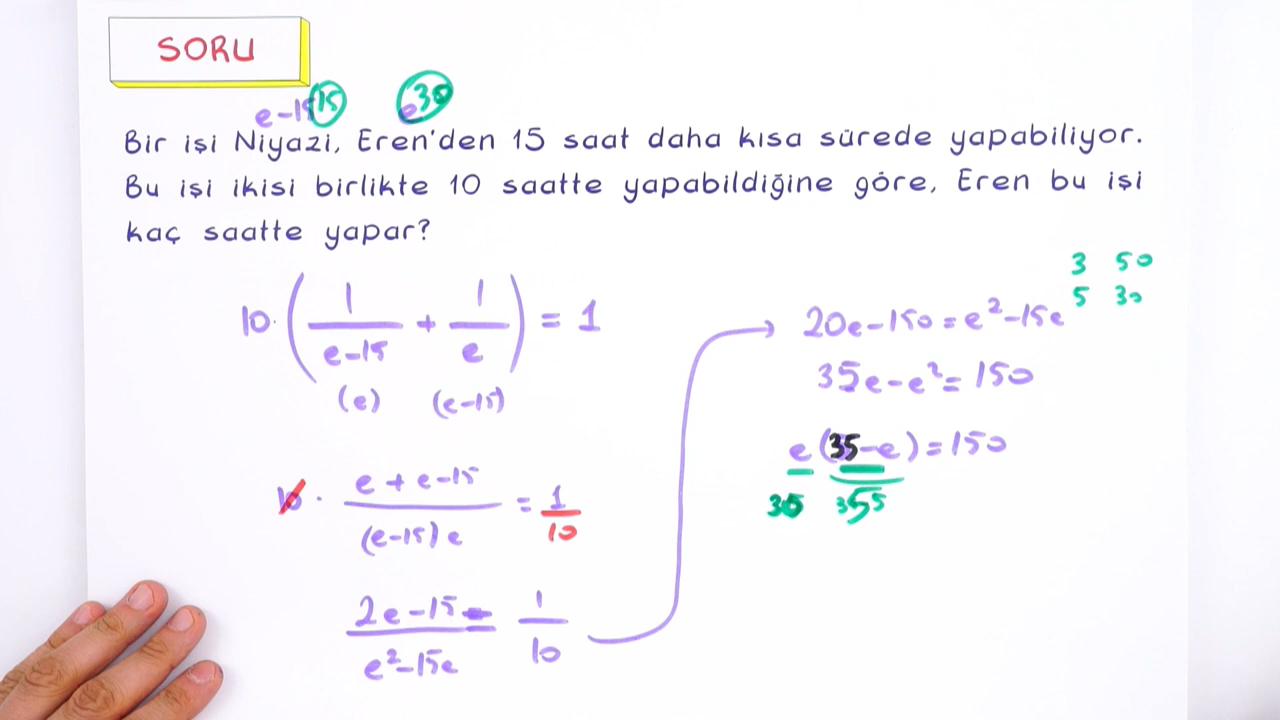 SORU
e-15 15 e 30
Bir işi Niyazi, Eren'den 15 saat daha kısa sürede yapabiliyor.
Bu işi ikisi birlikte 10 saatte yapabildiğine göre, Eren bu işi
kaç saatte yapar?
10·(1/(e-15) + 1/e) = 1
(e) (e-15)
10 · (e + e-15)/((e-15)e) = 1/10
(2e-15)/(e²-15e) = 1/10
3 50
5 30
20e-150=e²-15e
35e-e²=150
e(35-e)=150
30